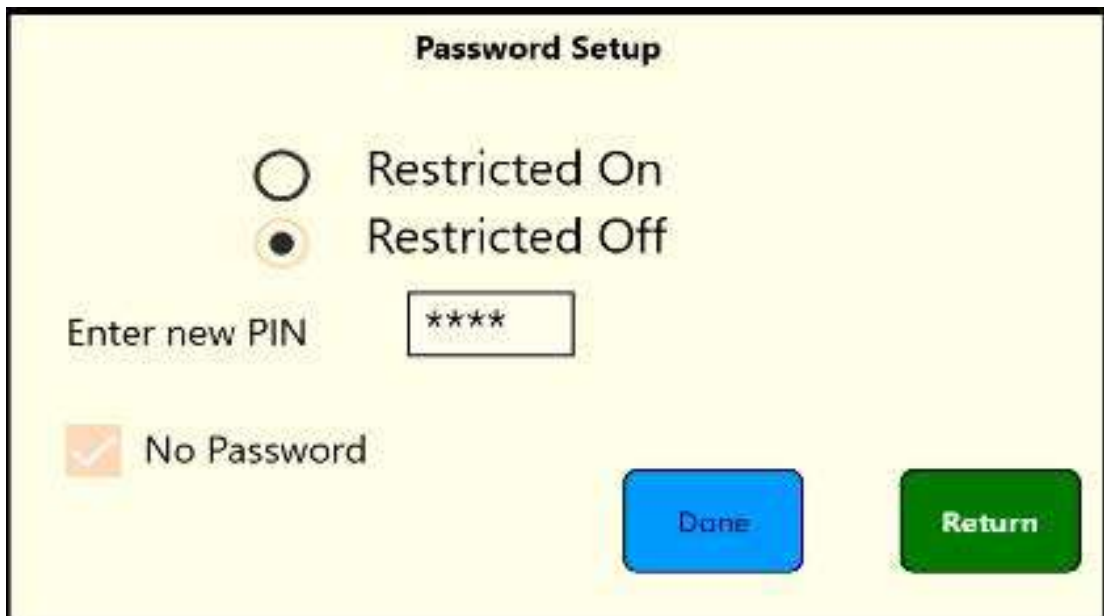 Password Setup
Restricted On
Restricted Off
Enter new PIN ****
No Password
Done
Return